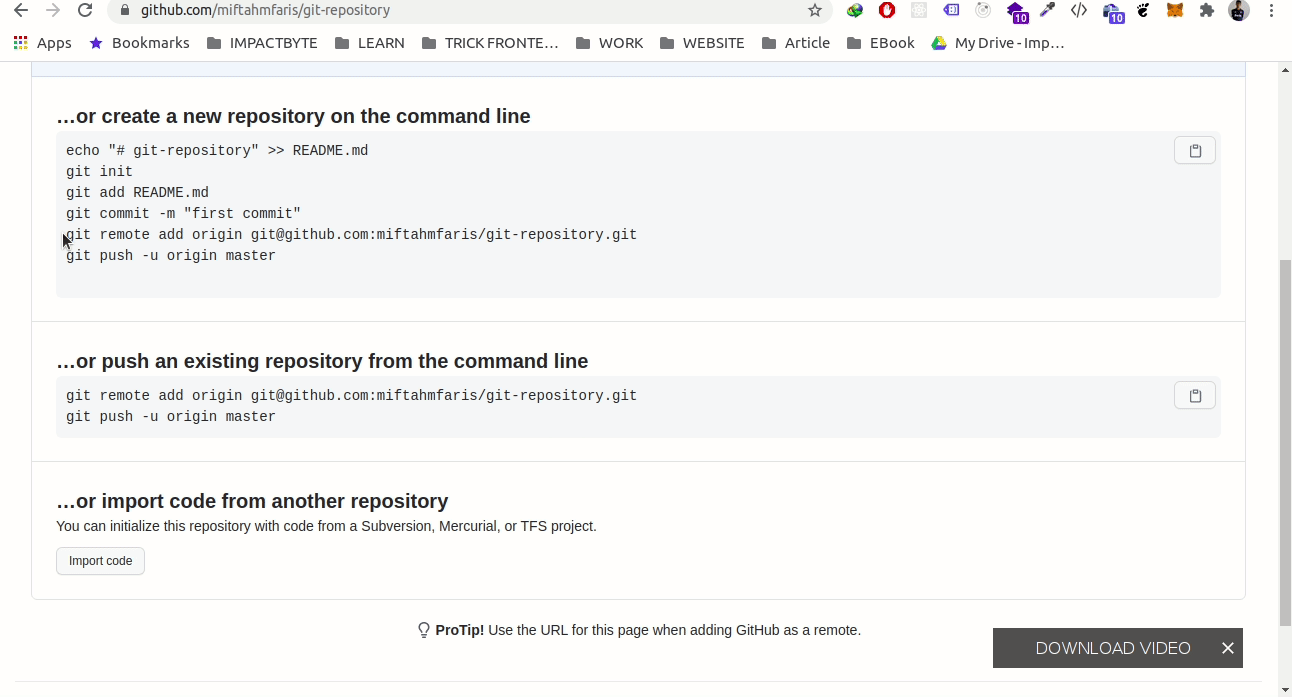 github.com/miftahmfaris/git-repository
10
10
Apps
Bookmarks
IMPACTBYTE
LEARN
TRICK FRONTE...
WORK
WEBSITE
Article
EBook
My Drive - Imp...
...or create a new repository on the command line
echo "# git-repository" >> README.md
git init
git add README.md
git commit -m "first commit"
git remote add origin git@github.com:miftahmfaris/git-repository.git
git push -u origin master
...or push an existing repository from the command line
git remote add origin git@github.com:miftahmfaris/git-repository.git
git push -u origin master
...or import code from another repository
You can initialize this repository with code from a Subversion, Mercurial, or TFS project.
Import code
ProTip! Use the URL for this page when adding GitHub as a remote.
DOWNLOAD VIDEO